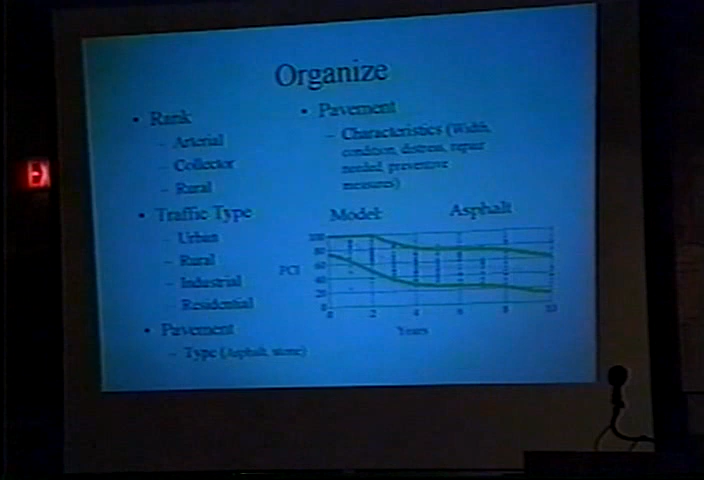 Organize
• Rank
– Arterial
– Collector
– Rural
• Traffic Type
– Urban
– Rural
– Industrial
– Residential
• Pavement
– Type (Asphalt, stone)
• Pavement
– Characteristics (Width,
condition, distress, repair
needed, preventive
measures)
Model: Asphalt
100
80
60
40
20
0
PCI
0 2 4 6 8 10
Years
E